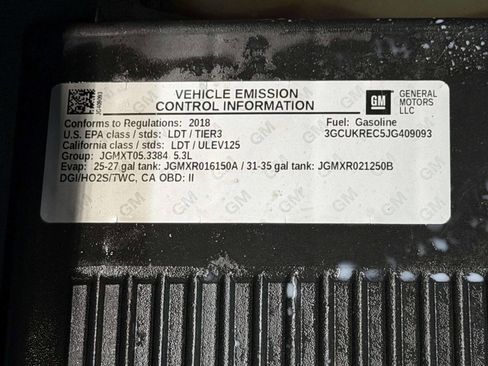 JG409093
VEHICLE EMISSION
CONTROL INFORMATION
GM
GENERAL
MOTORS
LLC
Conforms to Regulations: 2018
Fuel: Gasoline
U.S. EPA class / stds: LDT / TIER3
3GCUKREC5JG409093
California class / stds: LDT / ULEV125
Group: JGMXT05.3384 5.3L
Evap: 25-27 gal tank: JGMXR016150A / 31-35 gal tank: JGMXR021250B
DGI/HO2S/TWC, CA OBD: II